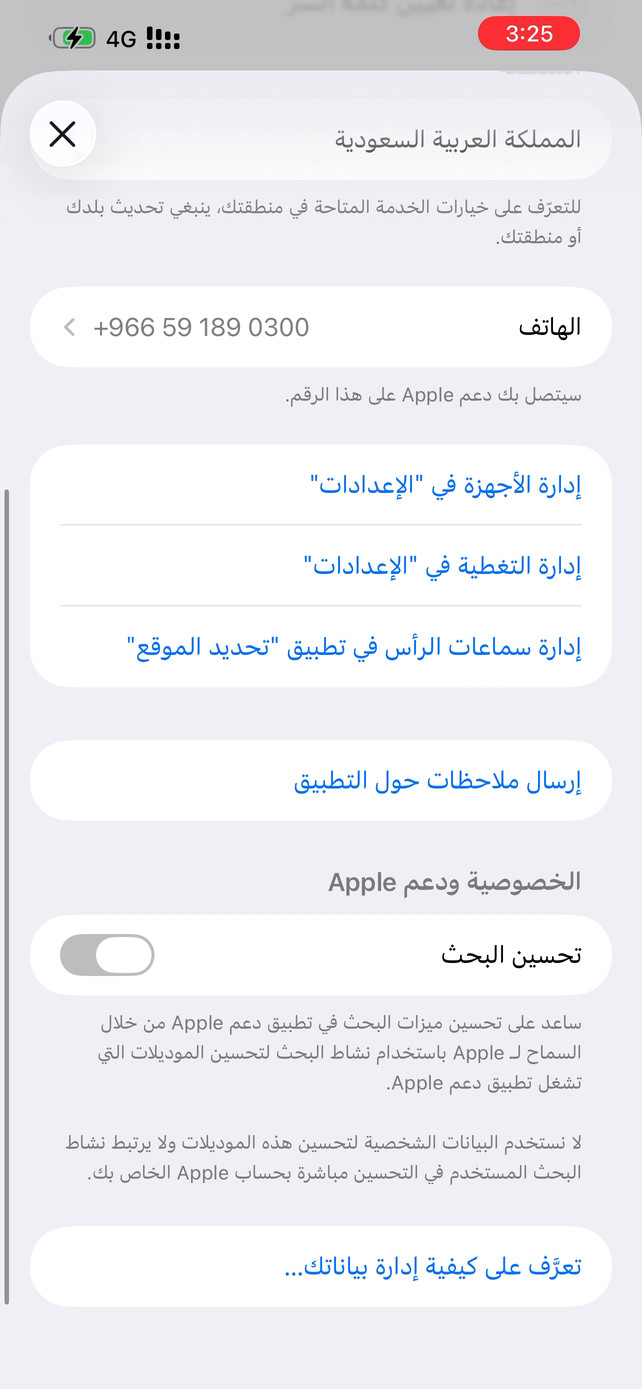 3:25
4G
إعادة تعيين كلمة السر
المملكة العربية السعودية
للتعرّف على خيارات الخدمة المتاحة في منطقتك، ينبغي تحديث بلدك
أو منطقتك.
الهاتف
+966 59 189 0300
سيتصل بك دعم Apple على هذا الرقم.
إدارة الأجهزة في "الإعدادات"
إدارة التغطية في "الإعدادات"
إدارة سماعات الرأس في تطبيق "تحديد الموقع"
إرسال ملاحظات حول التطبيق
الخصوصية ودعم Apple
تحسين البحث
ساعد على تحسين ميزات البحث في تطبيق دعم Apple من خلال
السماح لـ Apple باستخدام نشاط البحث لتحسين الموديلات التي
تشغل تطبيق دعم Apple.
لا نستخدم البيانات الشخصية لتحسين هذه الموديلات ولا يرتبط نشاط
البحث المستخدم في التحسين مباشرة بحساب Apple الخاص بك.
تعرَّف على كيفية إدارة بياناتك...